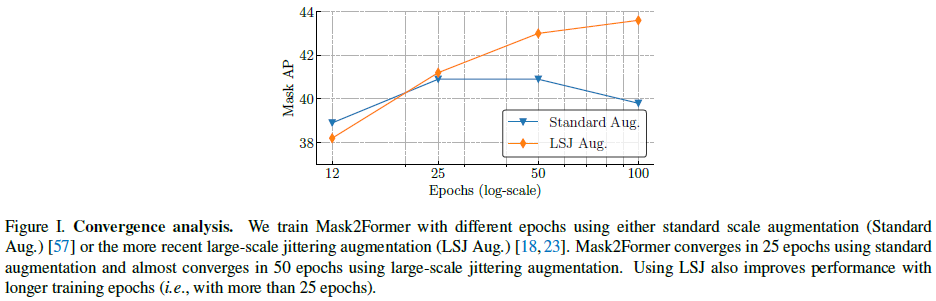 44
42
40
38
Mask AP
Standard Aug.
LSJ Aug.
12 25 50 100
Epochs (log-scale)
Figure I. Convergence analysis. We train Mask2Former with different epochs using either standard scale augmentation (Standard
Aug.) [57] or the more recent large-scale jittering augmentation (LSJ Aug.) [18, 23]. Mask2Former converges in 25 epochs using standard
augmentation and almost converges in 50 epochs using large-scale jittering augmentation. Using LSJ also improves performance with
longer training epochs (i.e., with more than 25 epochs).